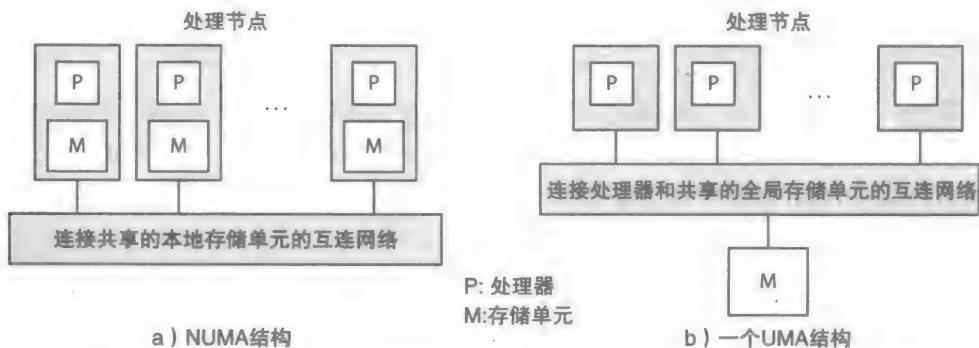 处理节点
P
P
…
P
M
M
M
连接共享的本地存储单元的互连网络
a）NUMA结构
处理节点
P
P
…
P
连接处理器和共享的全局存储单元的互连网络
M
P: 处理器
M:存储单元
b）一个UMA结构